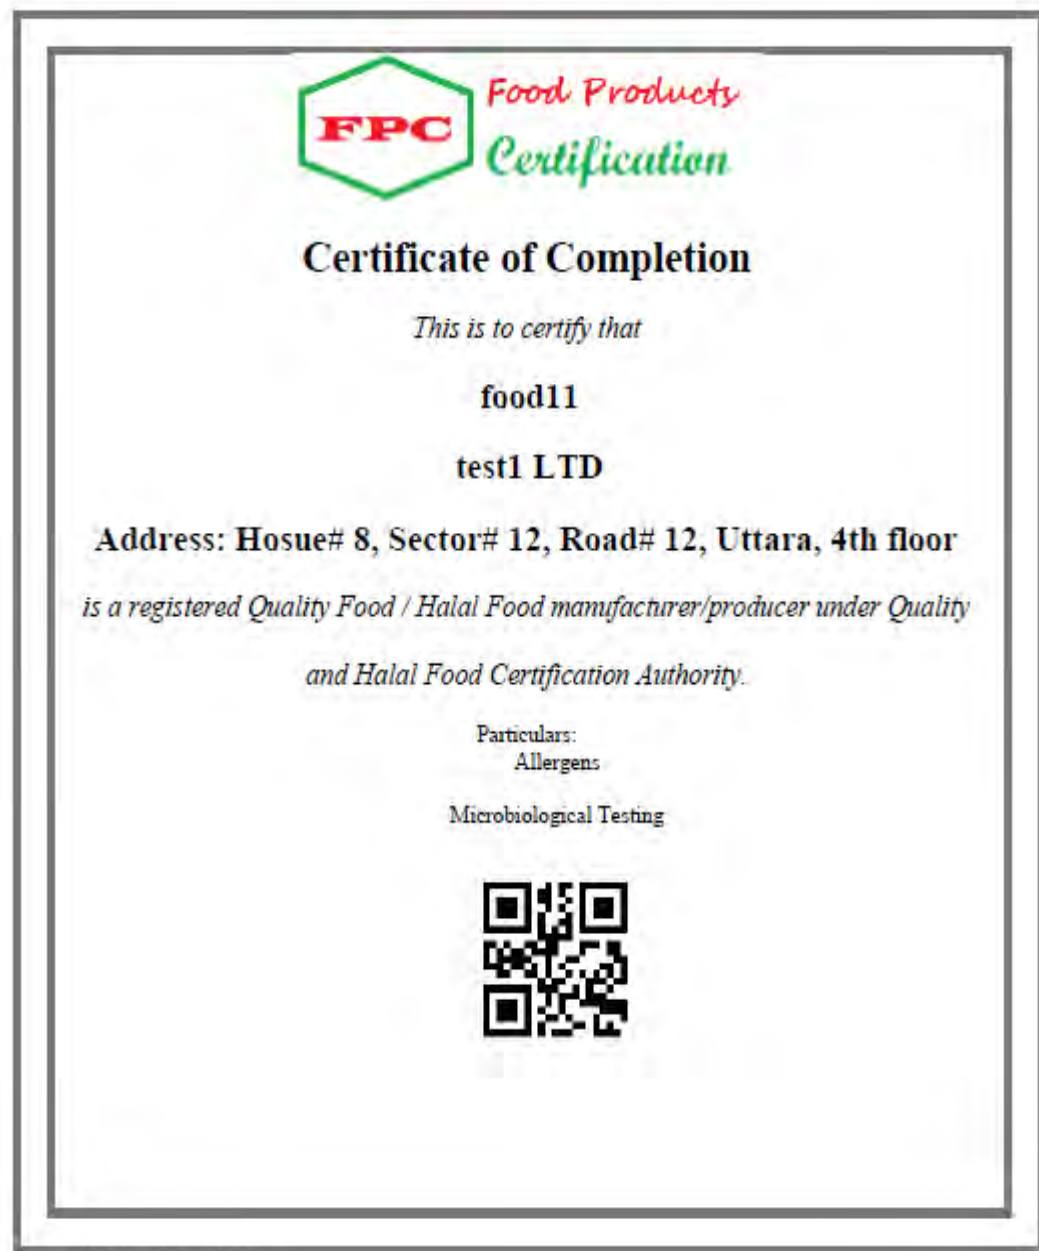 FPC
Food Products
Certification
Certificate of Completion
This is to certify that
food11
test1 LTD
Address: Hosue# 8, Sector# 12, Road# 12, Uttara, 4th floor
is a registered Quality Food / Halal Food manufacturer/producer under Quality
and Halal Food Certification Authority.
Particulars:
Allergens
Microbiological Testing